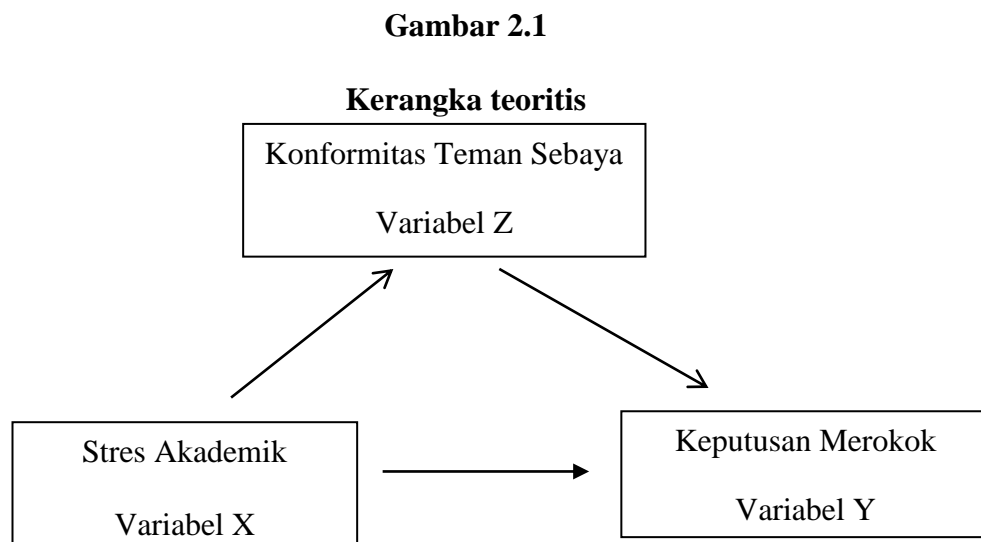 Gambar 2.1
Kerangka teoritis
Konformitas Teman Sebaya
Variabel Z
Stres Akademik
Variabel X
Keputusan Merokok
Variabel Y